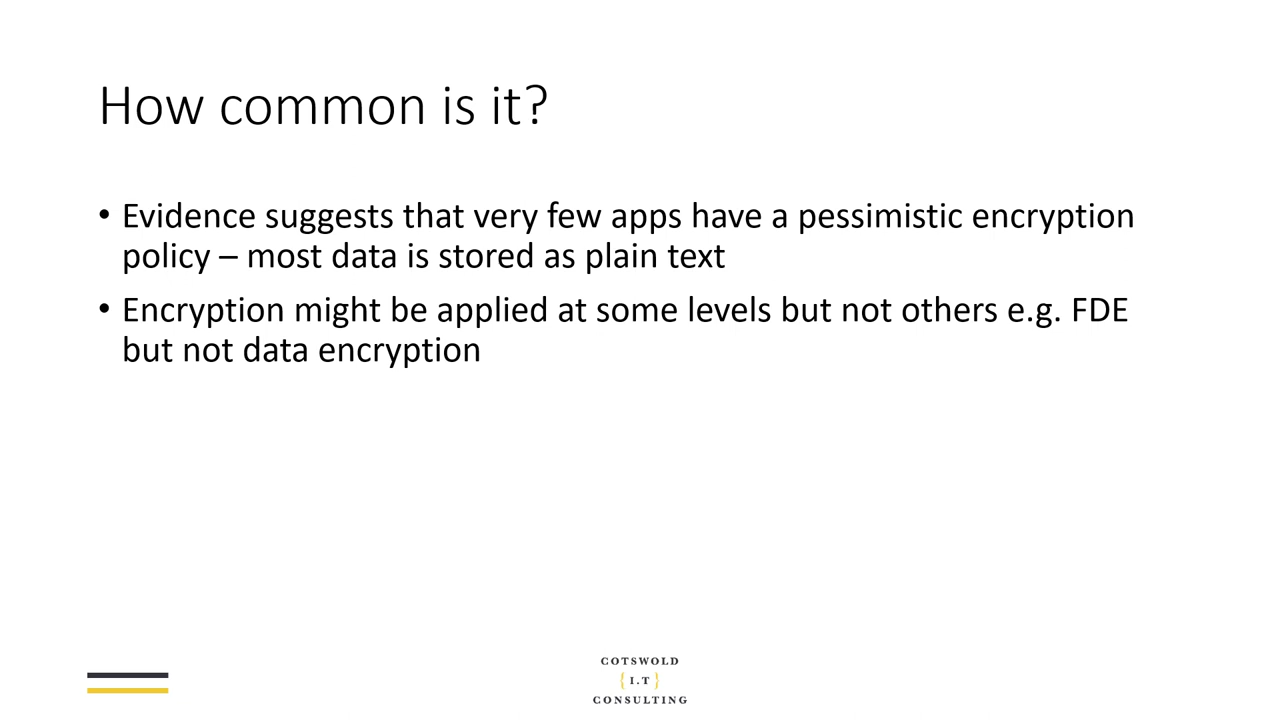 How common is it?
• Evidence suggests that very few apps have a pessimistic encryption
policy – most data is stored as plain text
• Encryption might be applied at some levels but not others e.g. FDE
but not data encryption
COTSWOLD
{ I.T }
CONSULTING